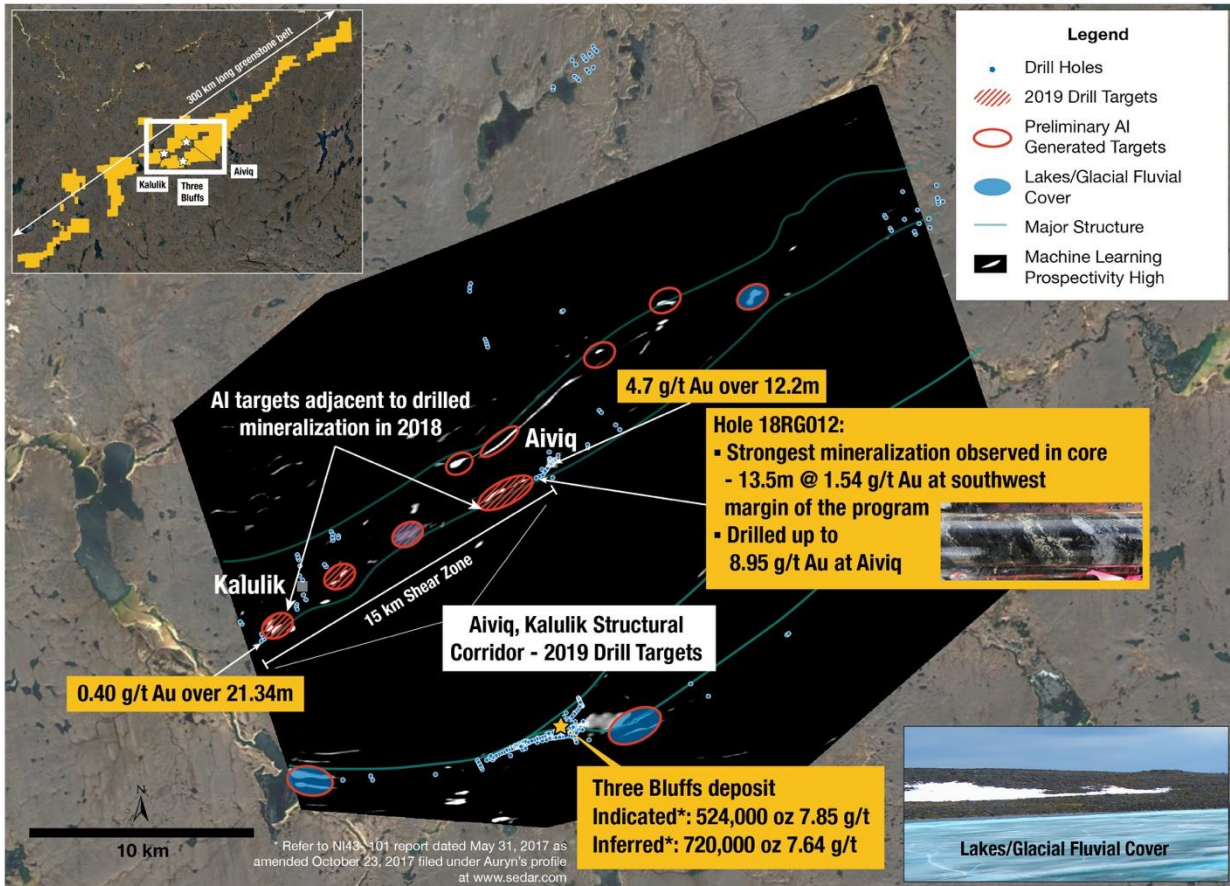 300 km long greenstone belt
Kalulik
Three
Bluffs
Aiviq
Legend
Drill Holes
2019 Drill Targets
Preliminary AI
Generated Targets
Lakes/Glacial Fluvial
Cover
Major Structure
Machine Learning
Prospectivity High
4.7 g/t Au over 12.2m
AI targets adjacent to drilled
mineralization in 2018
Aiviq
Hole 18RG012:
▪ Strongest mineralization observed in core
- 13.5m @ 1.54 g/t Au at southwest
margin of the program
▪ Drilled up to
8.95 g/t Au at Aiviq
Kalulik
15 km Shear Zone
Aiviq, Kalulik Structural
Corridor - 2019 Drill Targets
0.40 g/t Au over 21.34m
Three Bluffs deposit
Indicated*: 524,000 oz 7.85 g/t
Inferred*: 720,000 oz 7.64 g/t
N
10 km
* Refer to NI43-101 report dated May 31, 2017 as
amended October 23, 2017 filed under Auryn's profile
at www.sedar.com
Lakes/Glacial Fluvial Cover